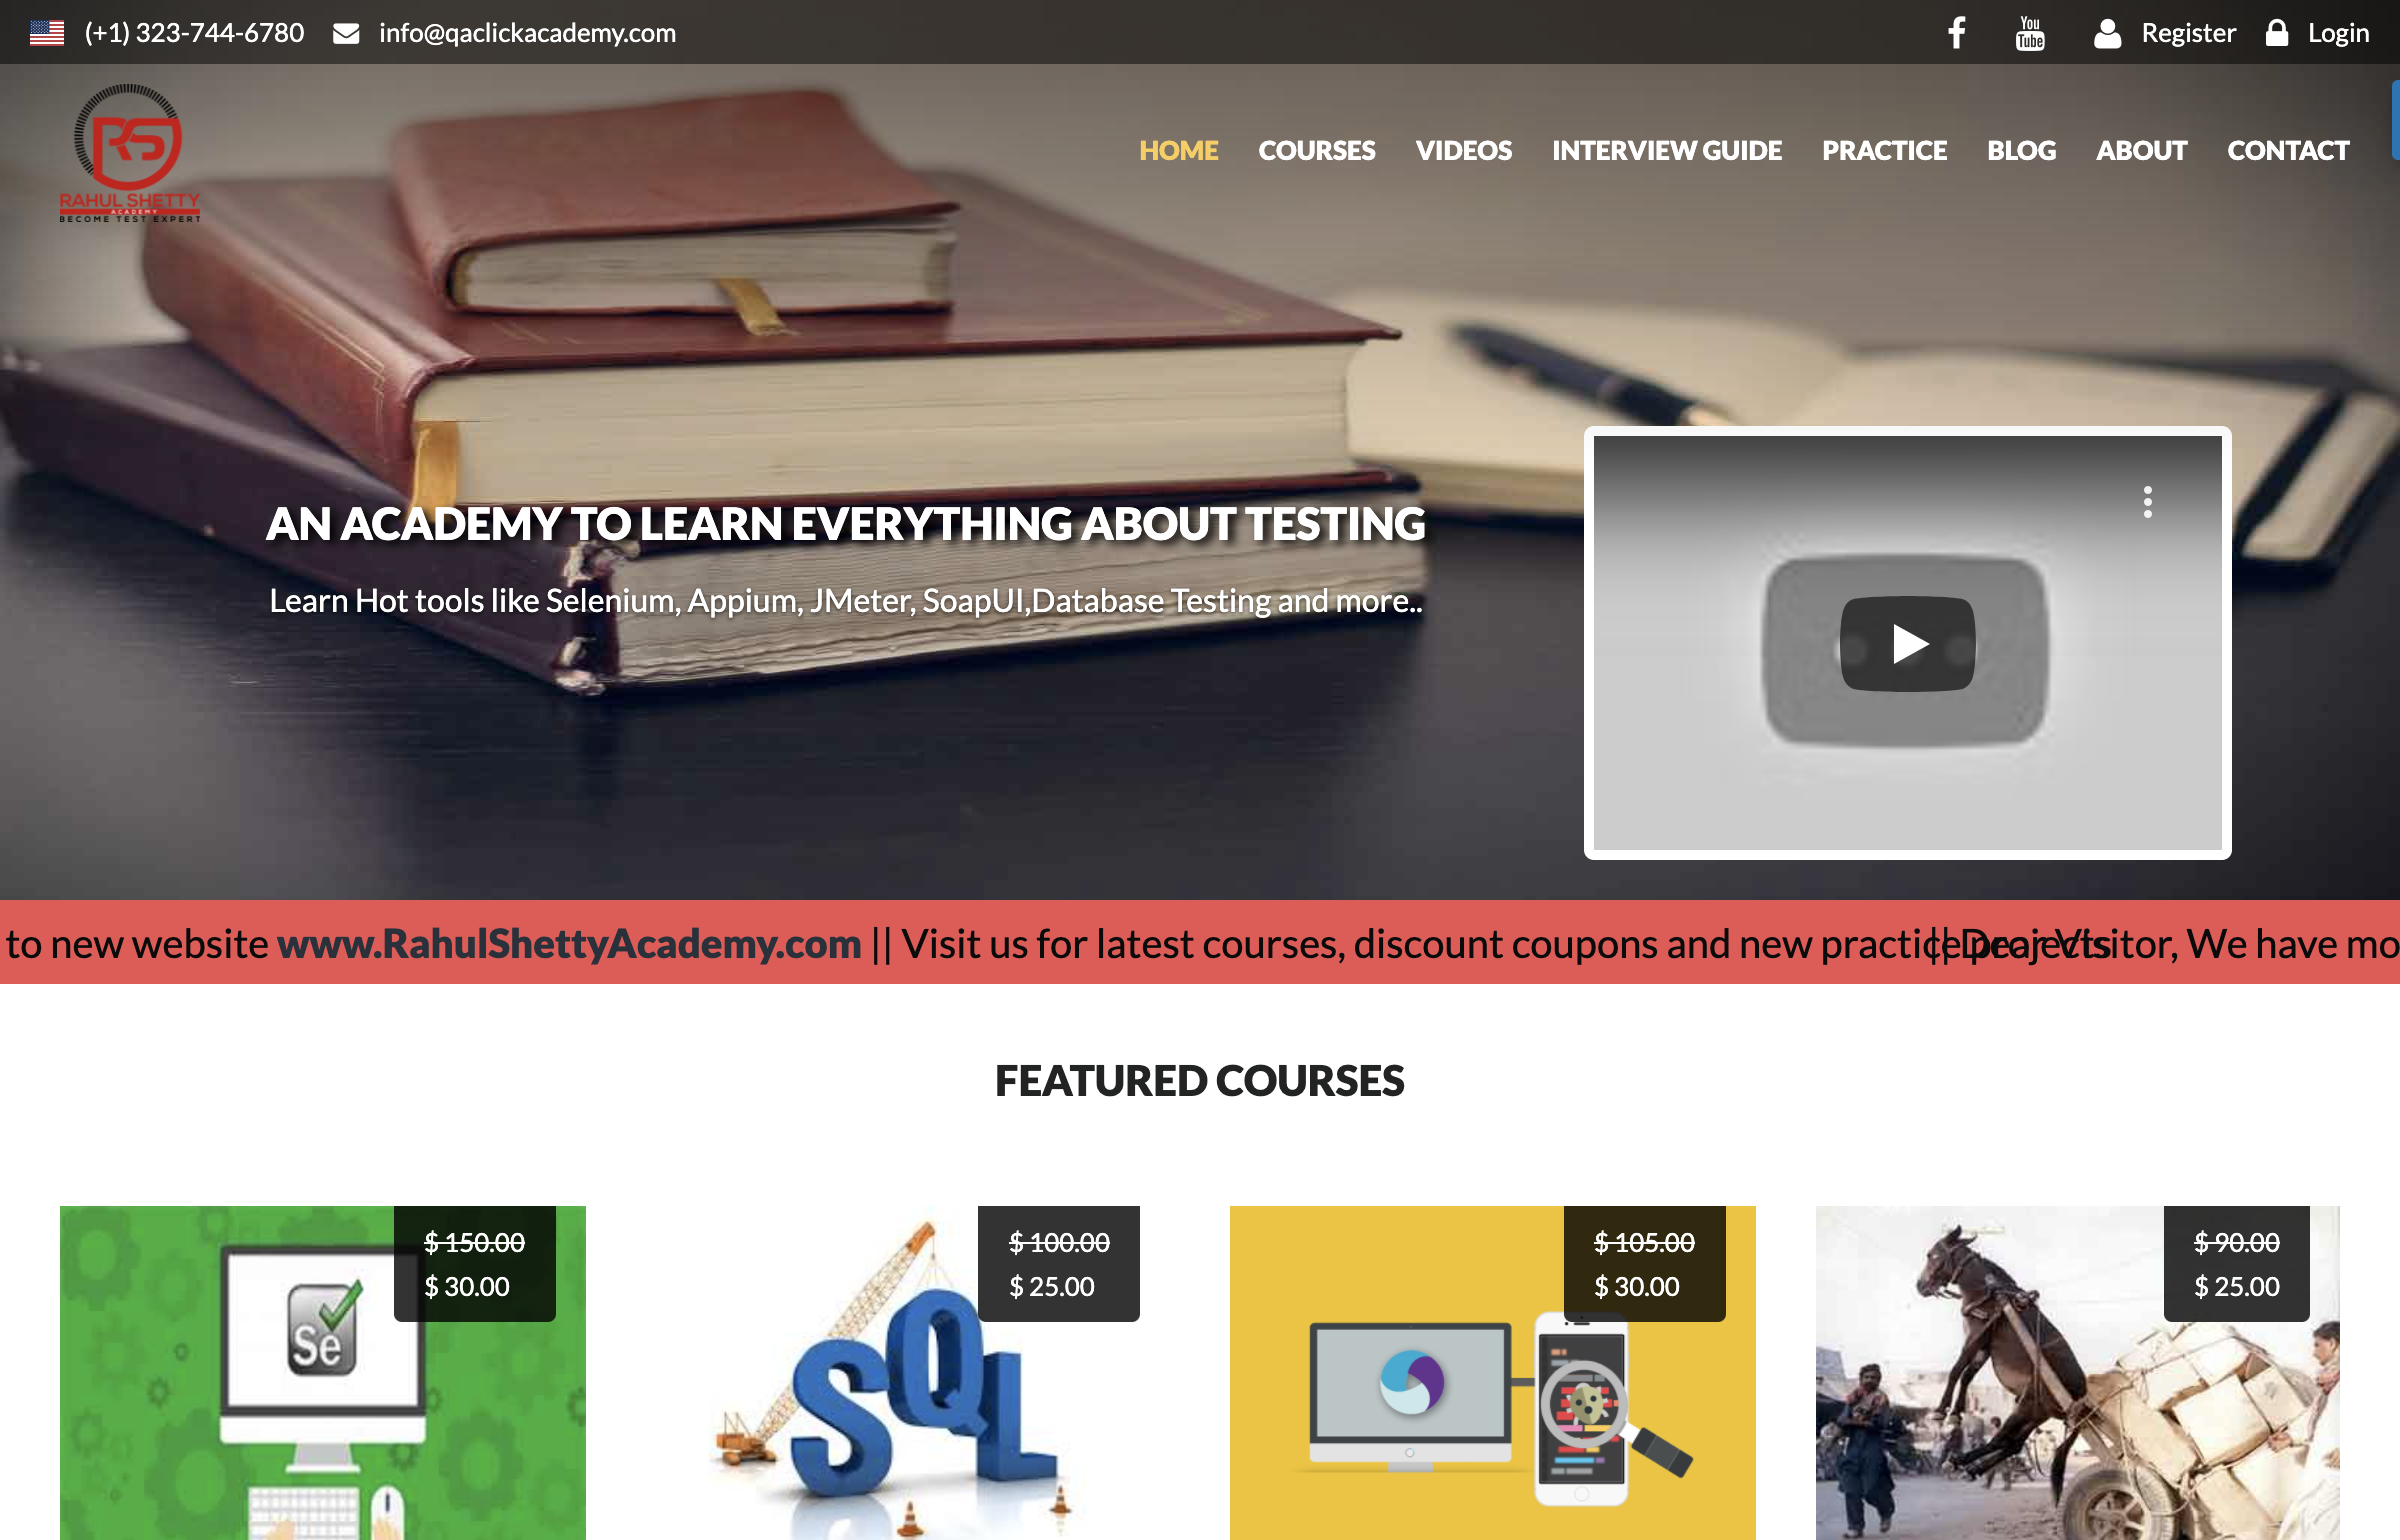 (+1) 323-744-6780 info@qaclickacademy.com
You Tube Register Login
RS
RAHUL SHETTY
ACADEMY
BECOME TEST EXPERT
HOME COURSES VIDEOS INTERVIEW GUIDE PRACTICE BLOG ABOUT CONTACT
AN ACADEMY TO LEARN EVERYTHING ABOUT TESTING
Learn Hot tools like Selenium, Appium, JMeter, SoapUI,Database Testing and more..
to new website www.RahulShettyAcademy.com || Visit us for latest courses, discount coupons and new practice projects || Dear Visitor, We have mo
FEATURED COURSES
$ 150.00
$ 30.00
Se
$ 100.00
$ 25.00
SQL
$ 105.00
$ 30.00
$ 90.00
$ 25.00